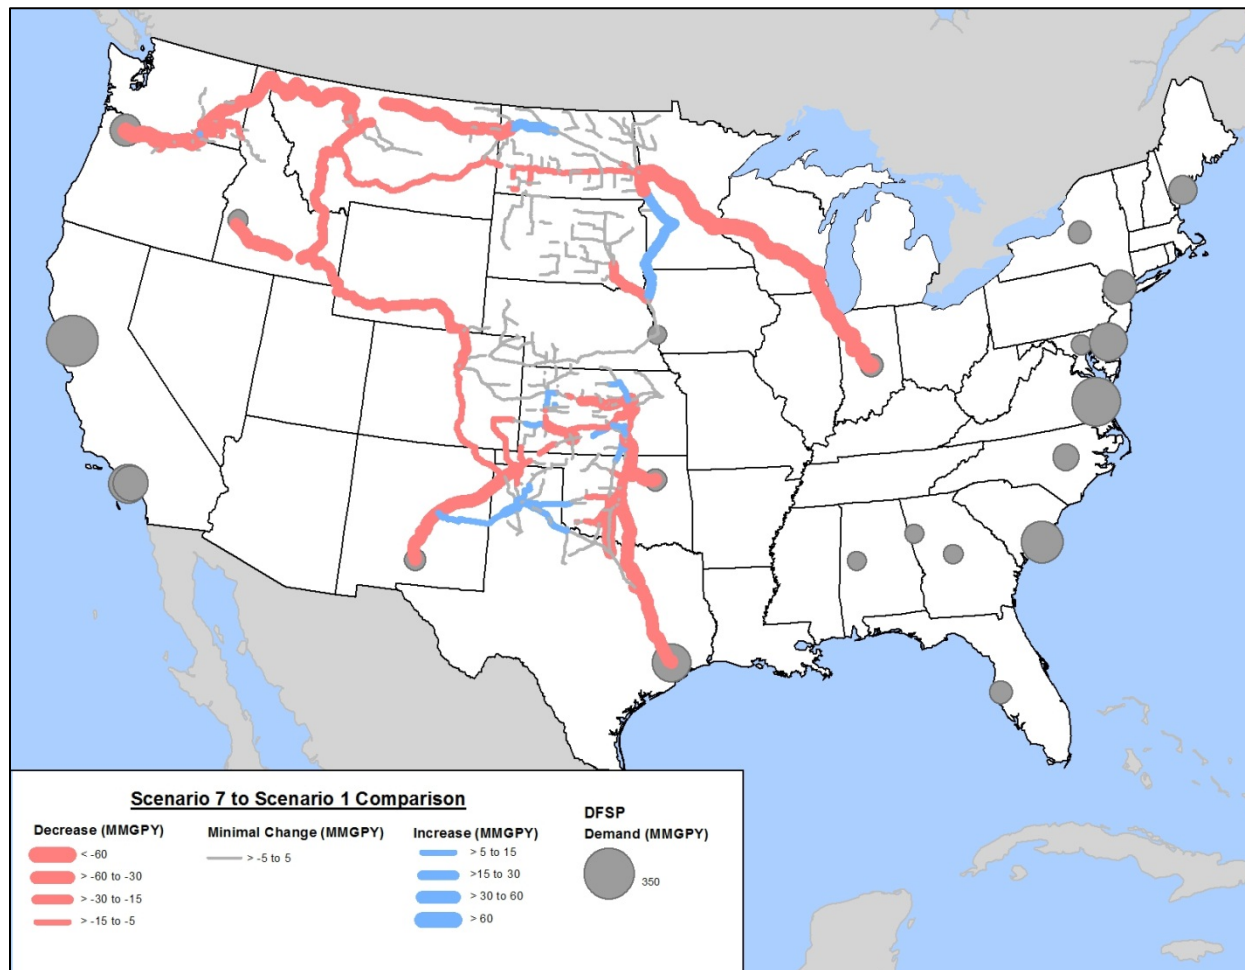 Scenario 7 to Scenario 1 Comparison
Decrease (MMGPY)
< -60
> -60 to -30
> -30 to -15
> -15 to -5
Minimal Change (MMGPY)
> -5 to 5
Increase (MMGPY)
> 5 to 15
>15 to 30
> 30 to 60
> 60
DFSP
Demand (MMGPY)
350